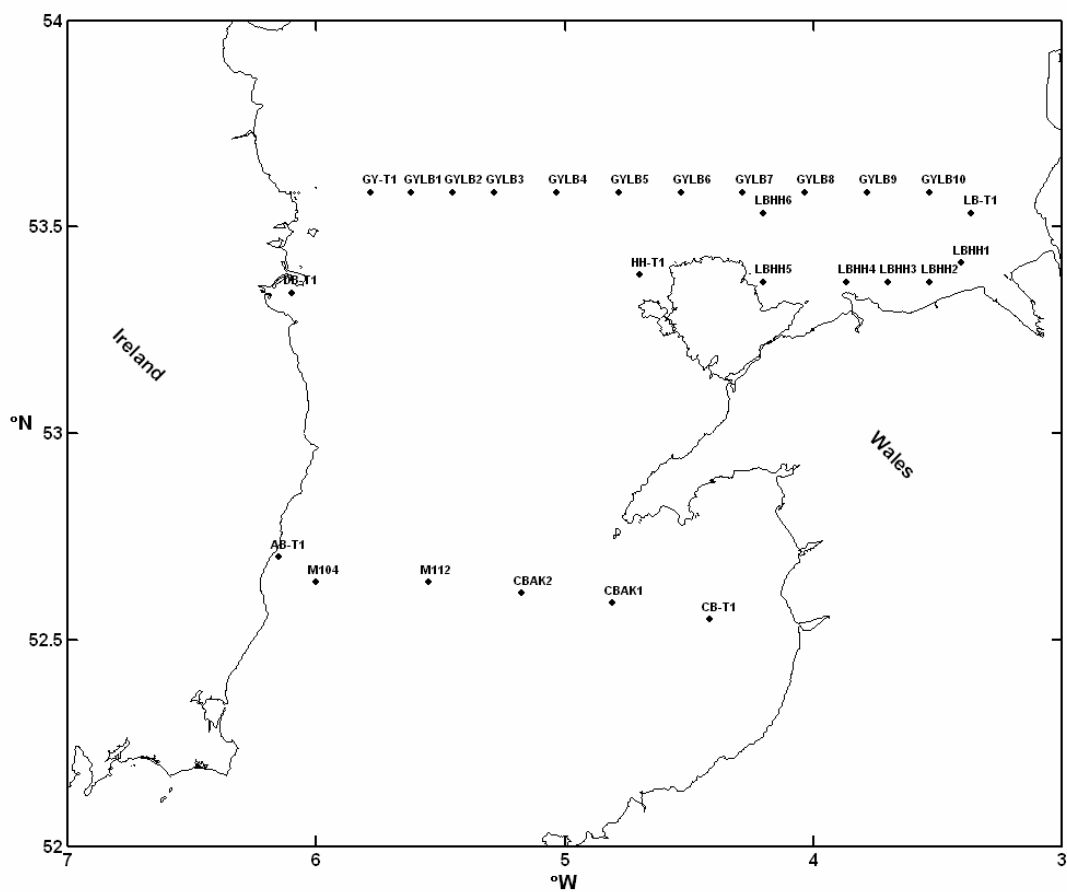 54
GY-T1 GYLB1 GYLB2 GYLB3 GYLB4 GYLB5 GYLB6 GYLB7 GYLB8 GYLB9 GYLB10
LBHH6 LB-T1
53.5
HH-T1 LBHH5 LBHH4 LBHH3 LBHH2 LBHH1
DB-T1
Ireland
ºN
53
Wales
AB-T1
M104 M112 CBAK2 CBAK1 CB-T1
52.5
52
7 6 5 4 3
ºW